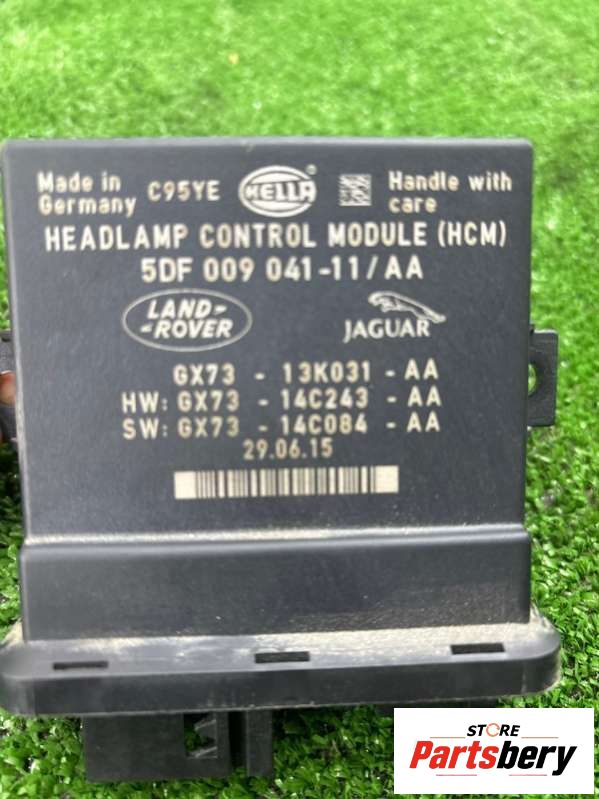 Made in Germany C95YE HELLA Handle with care
HEADLAMP CONTROL MODULE (HCM)
5DF 009 041-11/AA
LAND-ROVER JAGUAR
GX73 - 13K031 - AA
HW: GX73 - 14C243 - AA
SW: GX73 - 14C084 - AA
29.06.15
STORE
Partsbery